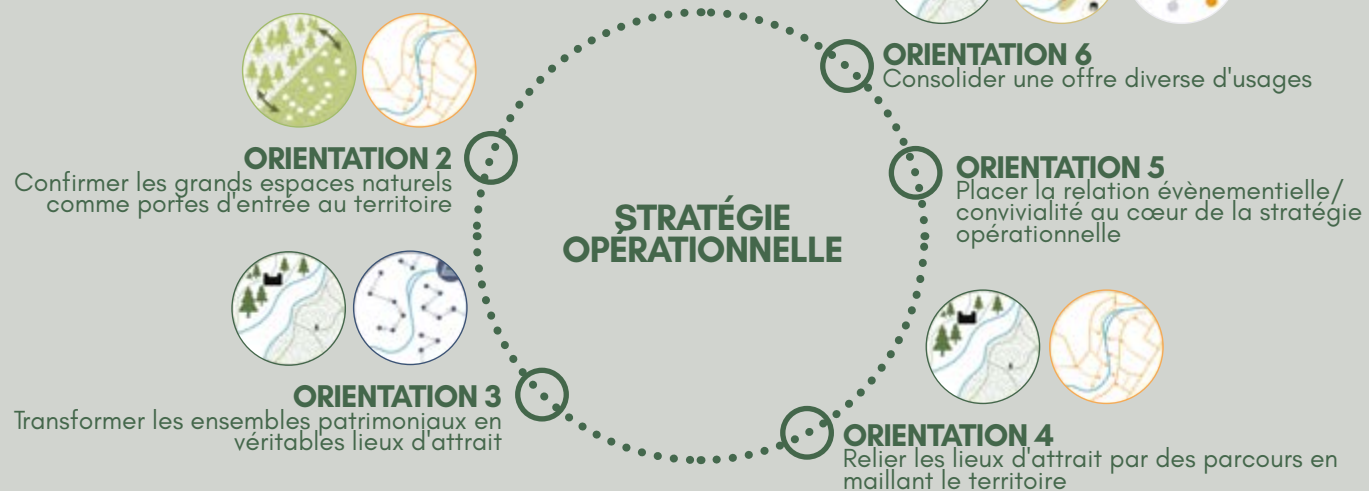 ORIENTATION 6
Consolider une offre diverse d'usages
ORIENTATION 2
Confirmer les grands espaces naturels
comme portes d'entrée au territoire
ORIENTATION 5
Placer la relation évènementielle/
convivialité au cœur de la stratégie
opérationnelle
STRATÉGIE
OPÉRATIONNELLE
ORIENTATION 3
Transformer les ensembles patrimoniaux en
véritables lieux d'attrait
ORIENTATION 4
Relier les lieux d'attrait par des parcours en
maillant le territoire